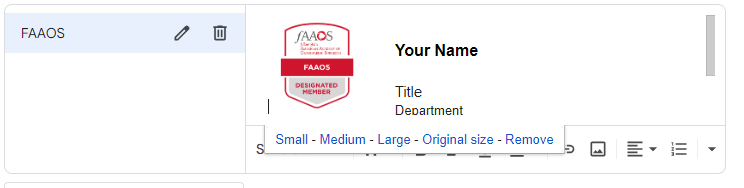 FAAOS
fAAOS
FAAOS
DESIGNATED
MEMBER
Your Name
Title
Department
Small - Medium - Large - Original size - Remove